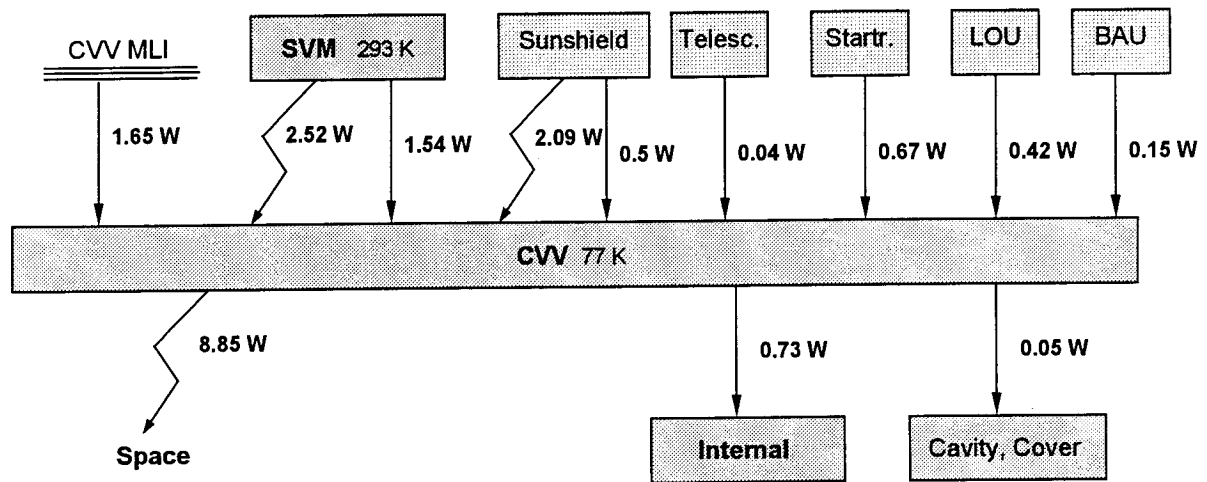 CVV MLI
SVM 293 K
Sunshield
Telesc.
Startr.
LOU
BAU
1.65 W
2.52 W
1.54 W
2.09 W
0.5 W
0.04 W
0.67 W
0.42 W
0.15 W
CVV 77 K
8.85 W
0.73 W
0.05 W
Space
Internal
Cavity, Cover